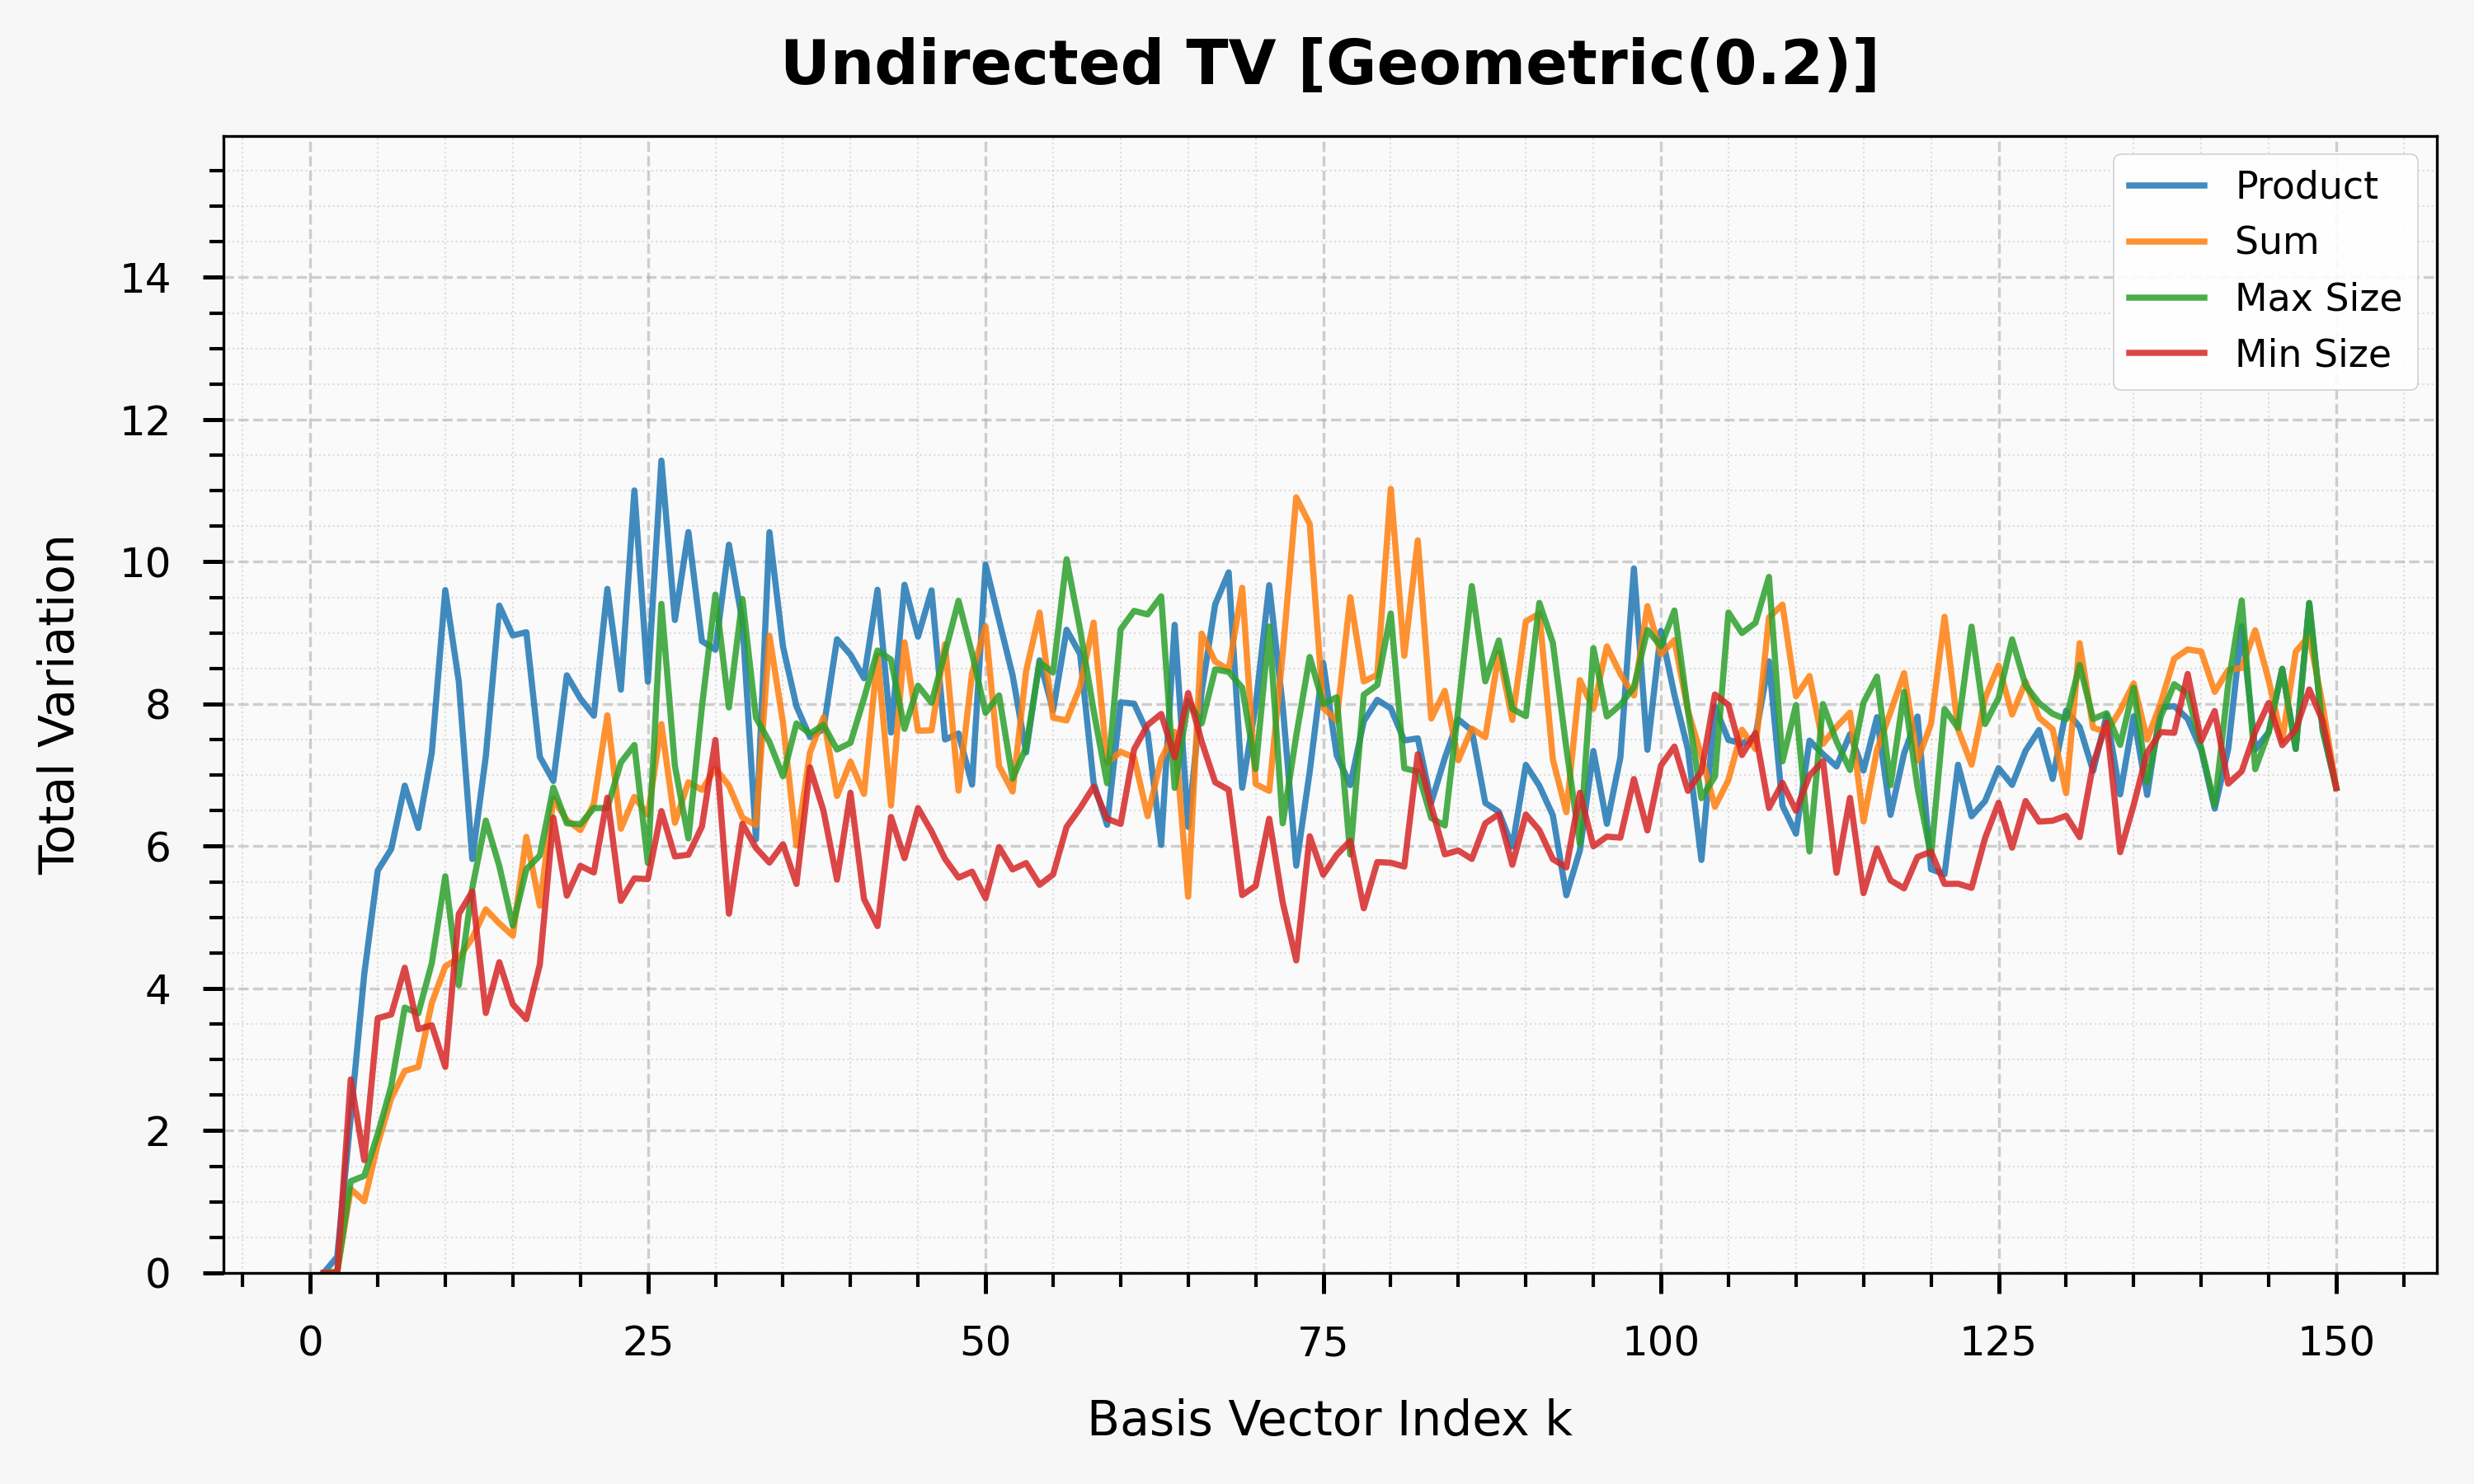 Undirected TV [Geometric(0.2)]
Product
Sum
Max Size
Min Size
Total Variation
14
12
10
8
6
4
2
0
0 25 50 75 100 125 150
Basis Vector Index k